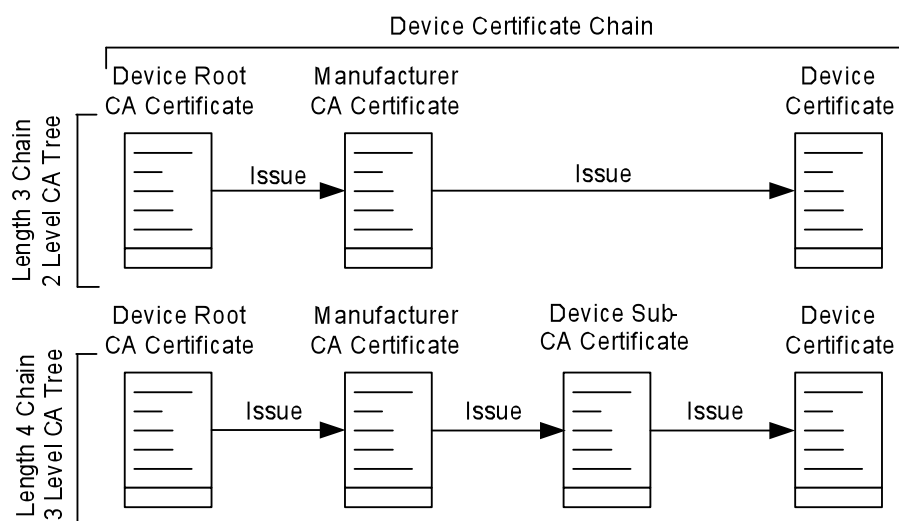 Device Certificate Chain
Device Root
CA Certificate
Manufacturer
CA Certificate
Device
Certificate
Length 3 Chain
2 Level CA Tree
Issue
Issue
Device Root
CA Certificate
Manufacturer
CA Certificate
Device Sub-
CA Certificate
Device
Certificate
Length 4 Chain
3 Level CA Tree
Issue
Issue
Issue